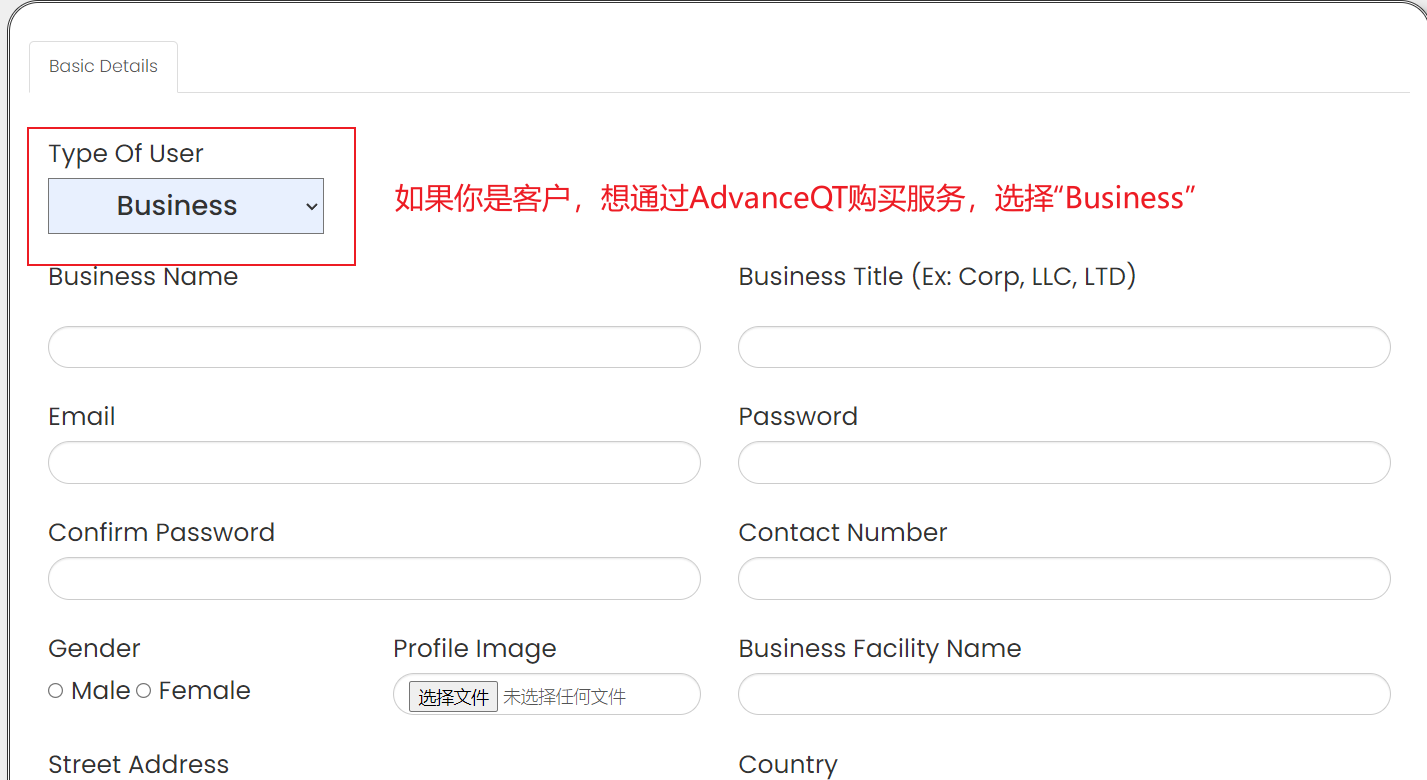 Basic Details
Type Of User
Business
如果你是客户，想通过AdvanceQT购买服务，选择“Business”
Business Name
Business Title (Ex: Corp, LLC, LTD)
Email
Password
Confirm Password
Contact Number
Gender
Profile Image
Business Facility Name
Male Female
选择文件 未选择任何文件
Street Address
Country